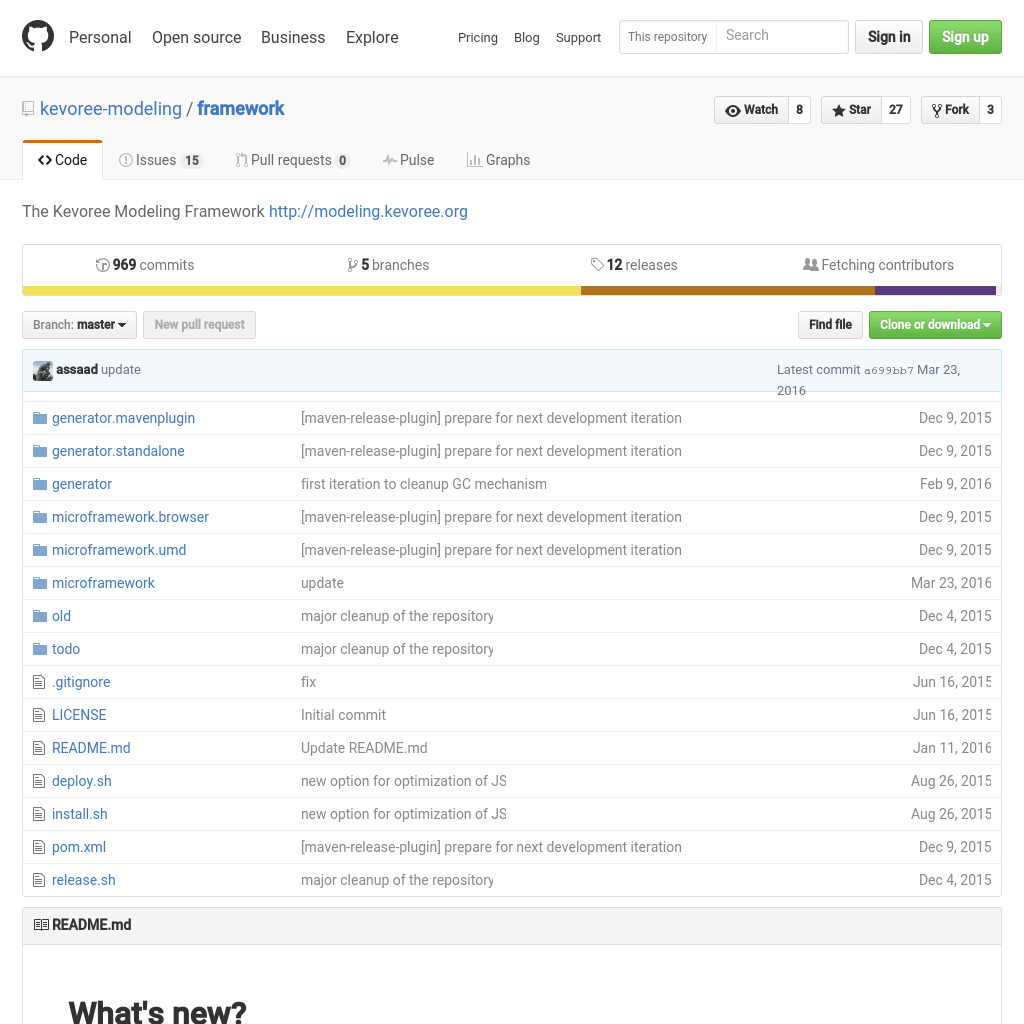 Personal Open source Business Explore Pricing Blog Support This repository Search Sign in Sign up
kevoree-modeling / framework Watch 8 Star 27 Fork 3
Code Issues 15 Pull requests 0 Pulse Graphs
The Kevoree Modeling Framework http://modeling.kevoree.org
969 commits 5 branches 12 releases Fetching contributors
Branch: master New pull request Find file Clone or download
assaad update Latest commit a699bb7 Mar 23,
2016
generator.mavenplugin [maven-release-plugin] prepare for next development iteration Dec 9, 2015
generator.standalone [maven-release-plugin] prepare for next development iteration Dec 9, 2015
generator first iteration to cleanup GC mechanism Feb 9, 2016
microframework.browser [maven-release-plugin] prepare for next development iteration Dec 9, 2015
microframework.umd [maven-release-plugin] prepare for next development iteration Dec 9, 2015
microframework update Mar 23, 2016
old major cleanup of the repository Dec 4, 2015
todo major cleanup of the repository Dec 4, 2015
.gitignore fix Jun 16, 2015
LICENSE Initial commit Jun 16, 2015
README.md Update README.md Jan 11, 2016
deploy.sh new option for optimization of JS Aug 26, 2015
install.sh new option for optimization of JS Aug 26, 2015
pom.xml [maven-release-plugin] prepare for next development iteration Dec 9, 2015
release.sh major cleanup of the repository Dec 4, 2015
README.md
What's new?